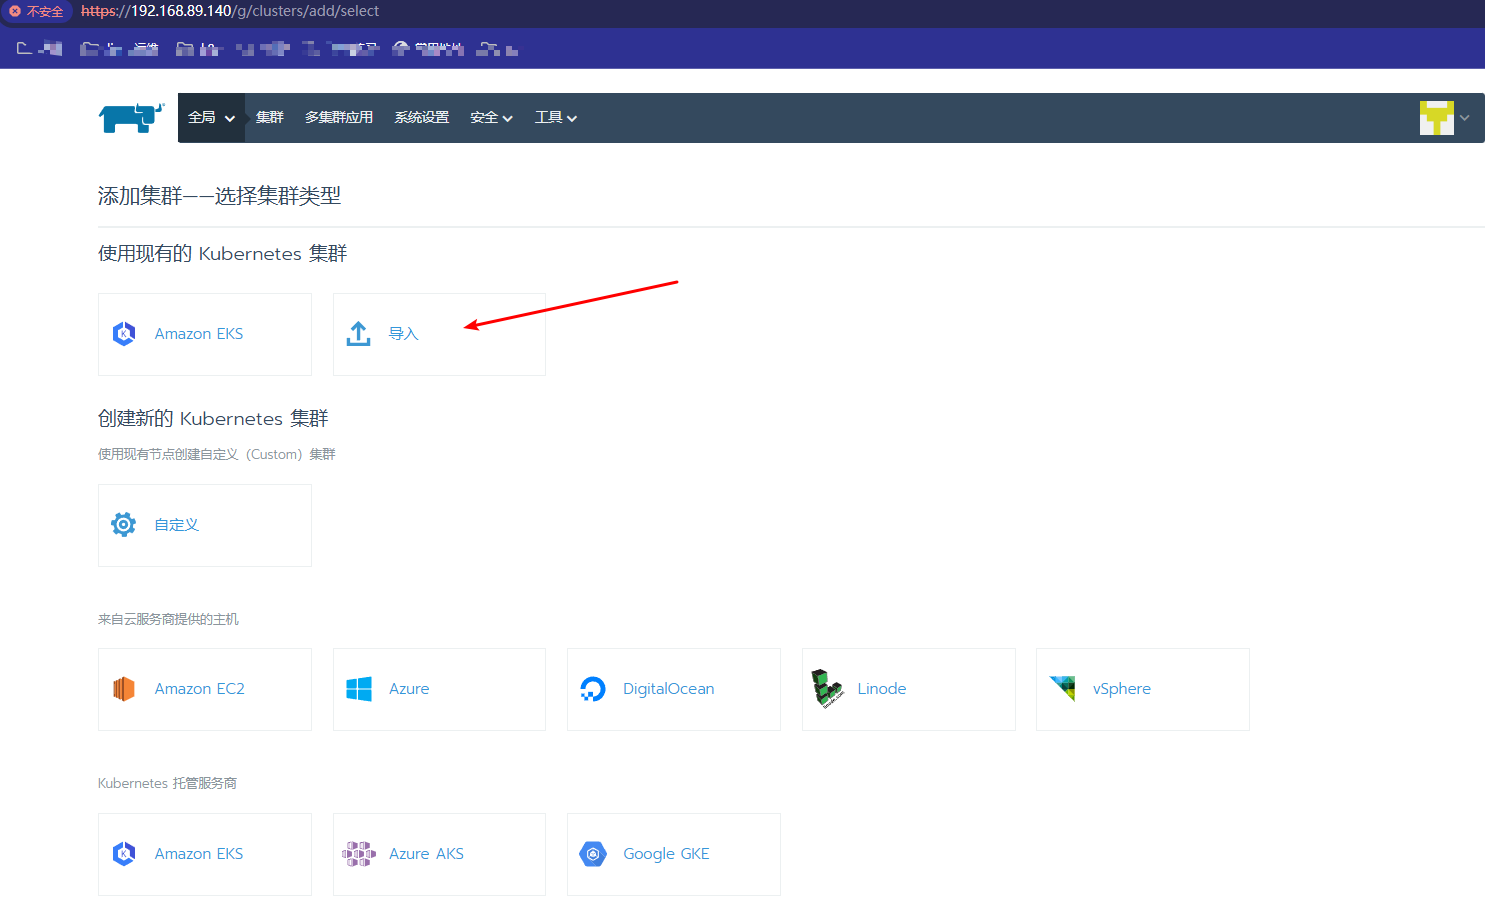 不安全 https://192.168.89.140/g/clusters/add/select
全局 集群 多集群应用 系统设置 安全 工具
添加集群——选择集群类型
使用现有的 Kubernetes 集群
Amazon EKS 导入
创建新的 Kubernetes 集群
使用现有节点创建自定义（Custom）集群
自定义
来自云服务商提供的主机
Amazon EC2 Azure DigitalOcean Linode vSphere
Kubernetes 托管服务商
Amazon EKS Azure AKS Google GKE